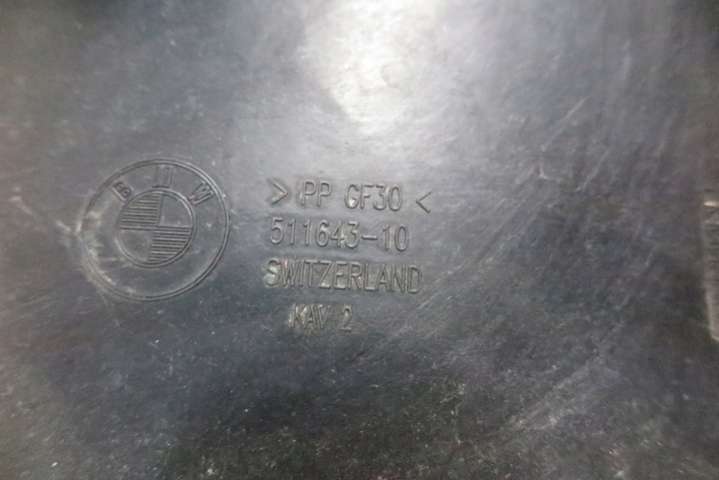 BMW
> PP GF30 <
511643-10
SWITZERLAND
KAV 2